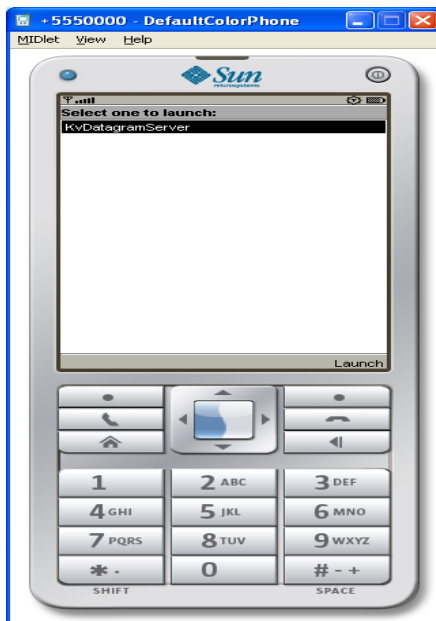 +5550000 - DefaultColorPhone
MIDlet View Help
Sun
microsystems
Select one to launch:
KvDatagramServer
Launch
1 2 ABC 3 DEF
4 GHI 5 JKL 6 MNO
7 PQRS 8 TUV 9 WXYZ
* . 0 # - +
SHIFT SPACE